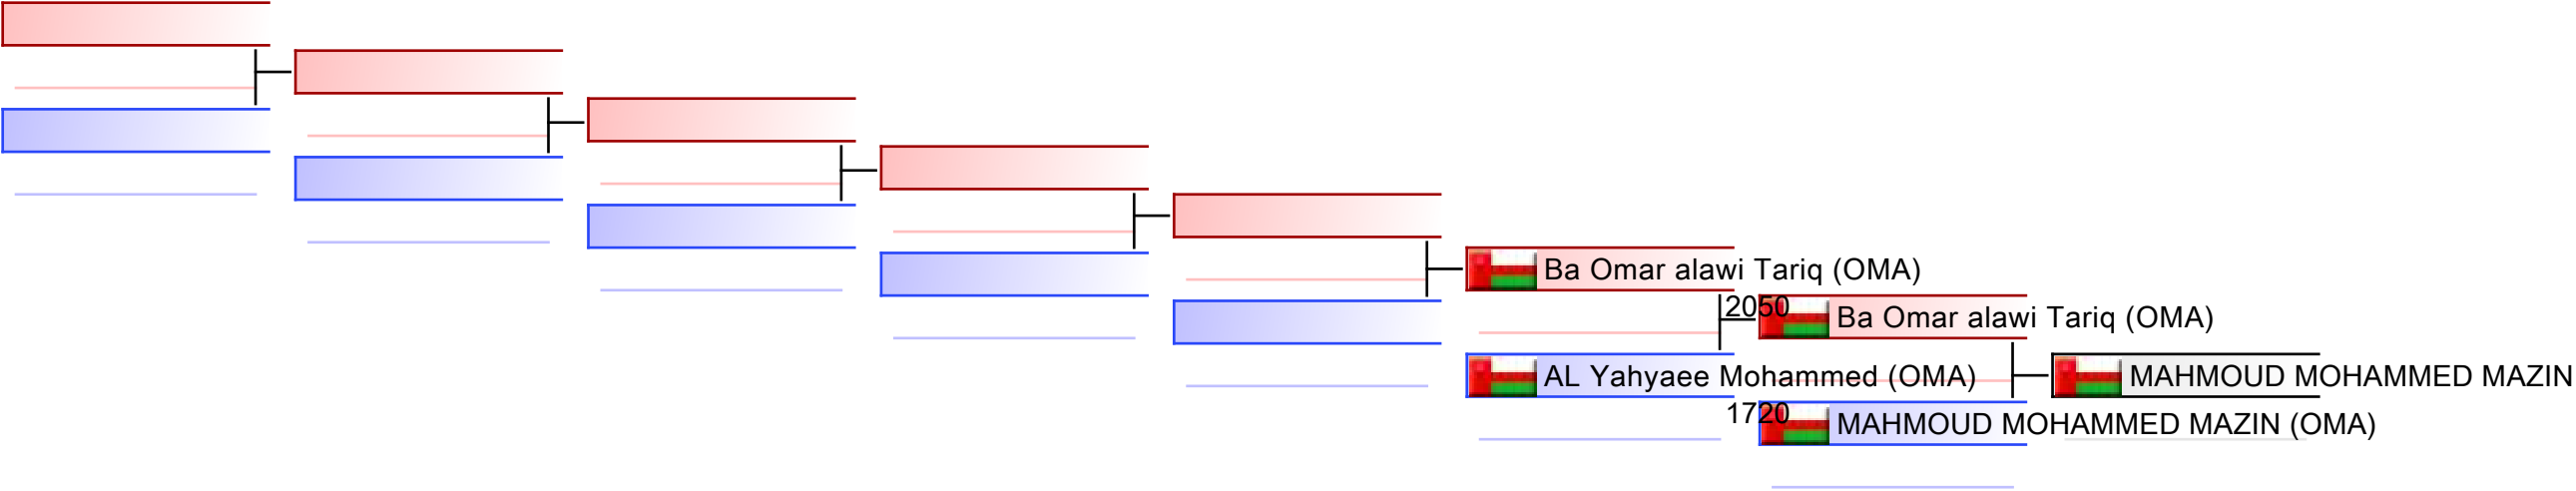 Ba Omar alawi Tariq (OMA)
2050
Ba Omar alawi Tariq (OMA)
AL Yahyaee Mohammed (OMA)
MAHMOUD MOHAMMED MAZIN
1720
MAHMOUD MOHAMMED MAZIN (OMA)